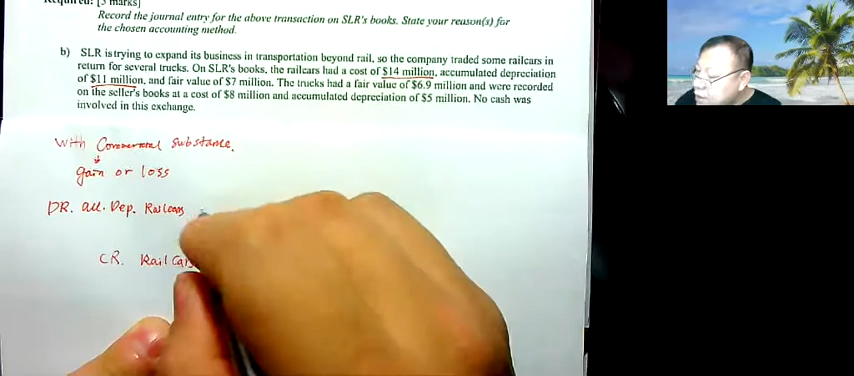 Required: [3 marks]
Record the journal entry for the above transaction on SLR's books. State your reason(s) for
the chosen accounting method.
b) SLR is trying to expand its business in transportation beyond rail, so the company traded some railcars in
return for several trucks. On SLR's books, the railcars had a cost of $14 million, accumulated depreciation
of $11 million, and fair value of $7 million. The trucks had a fair value of $6.9 million and were recorded
on the seller's books at a cost of $8 million and accumulated depreciation of $5 million. No cash was
involved in this exchange.
With Commercial Substance.
gain or loss
DR. All. Dep. Railcars
CR. Rail Cars